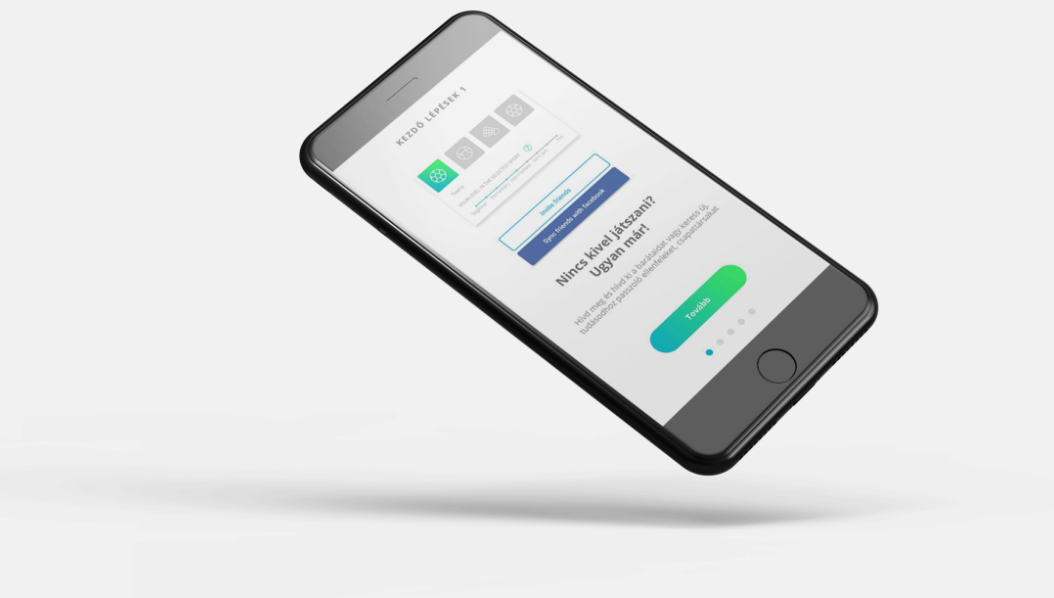 KEZDŐ LÉPÉSEK 1
Invite friends
Sync friends with facebook
Nincs kivel játszani?
Ugyan már!
Hívd meg és hívd ki a barátaidat vagy keress új,
tudásodhoz passzoló ellenfeleket, csapattársakat
Tovább